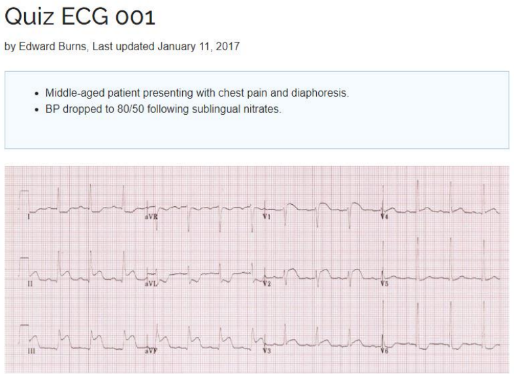 Quiz ECG 001
by Edward Burns, Last updated January 11, 2017
Middle-aged patient presenting with chest pain and diaphoresis.
BP dropped to 80/50 following sublingual nitrates.
I aVR V1 V4
II aVL V2 V5
III aVF V3 V6